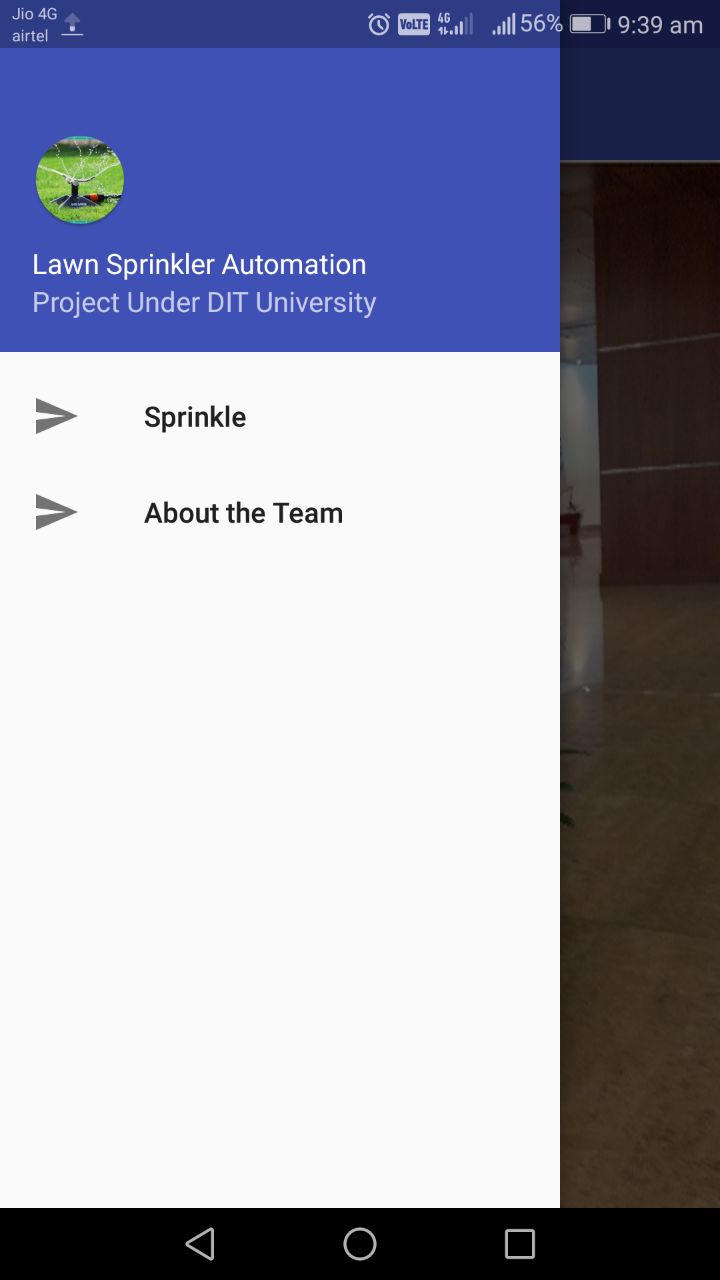 Jio 4G
airtel
VoLTE 4G 56% 9:39 am
Lawn Sprinkler Automation
Project Under DIT University
Sprinkle
About the Team